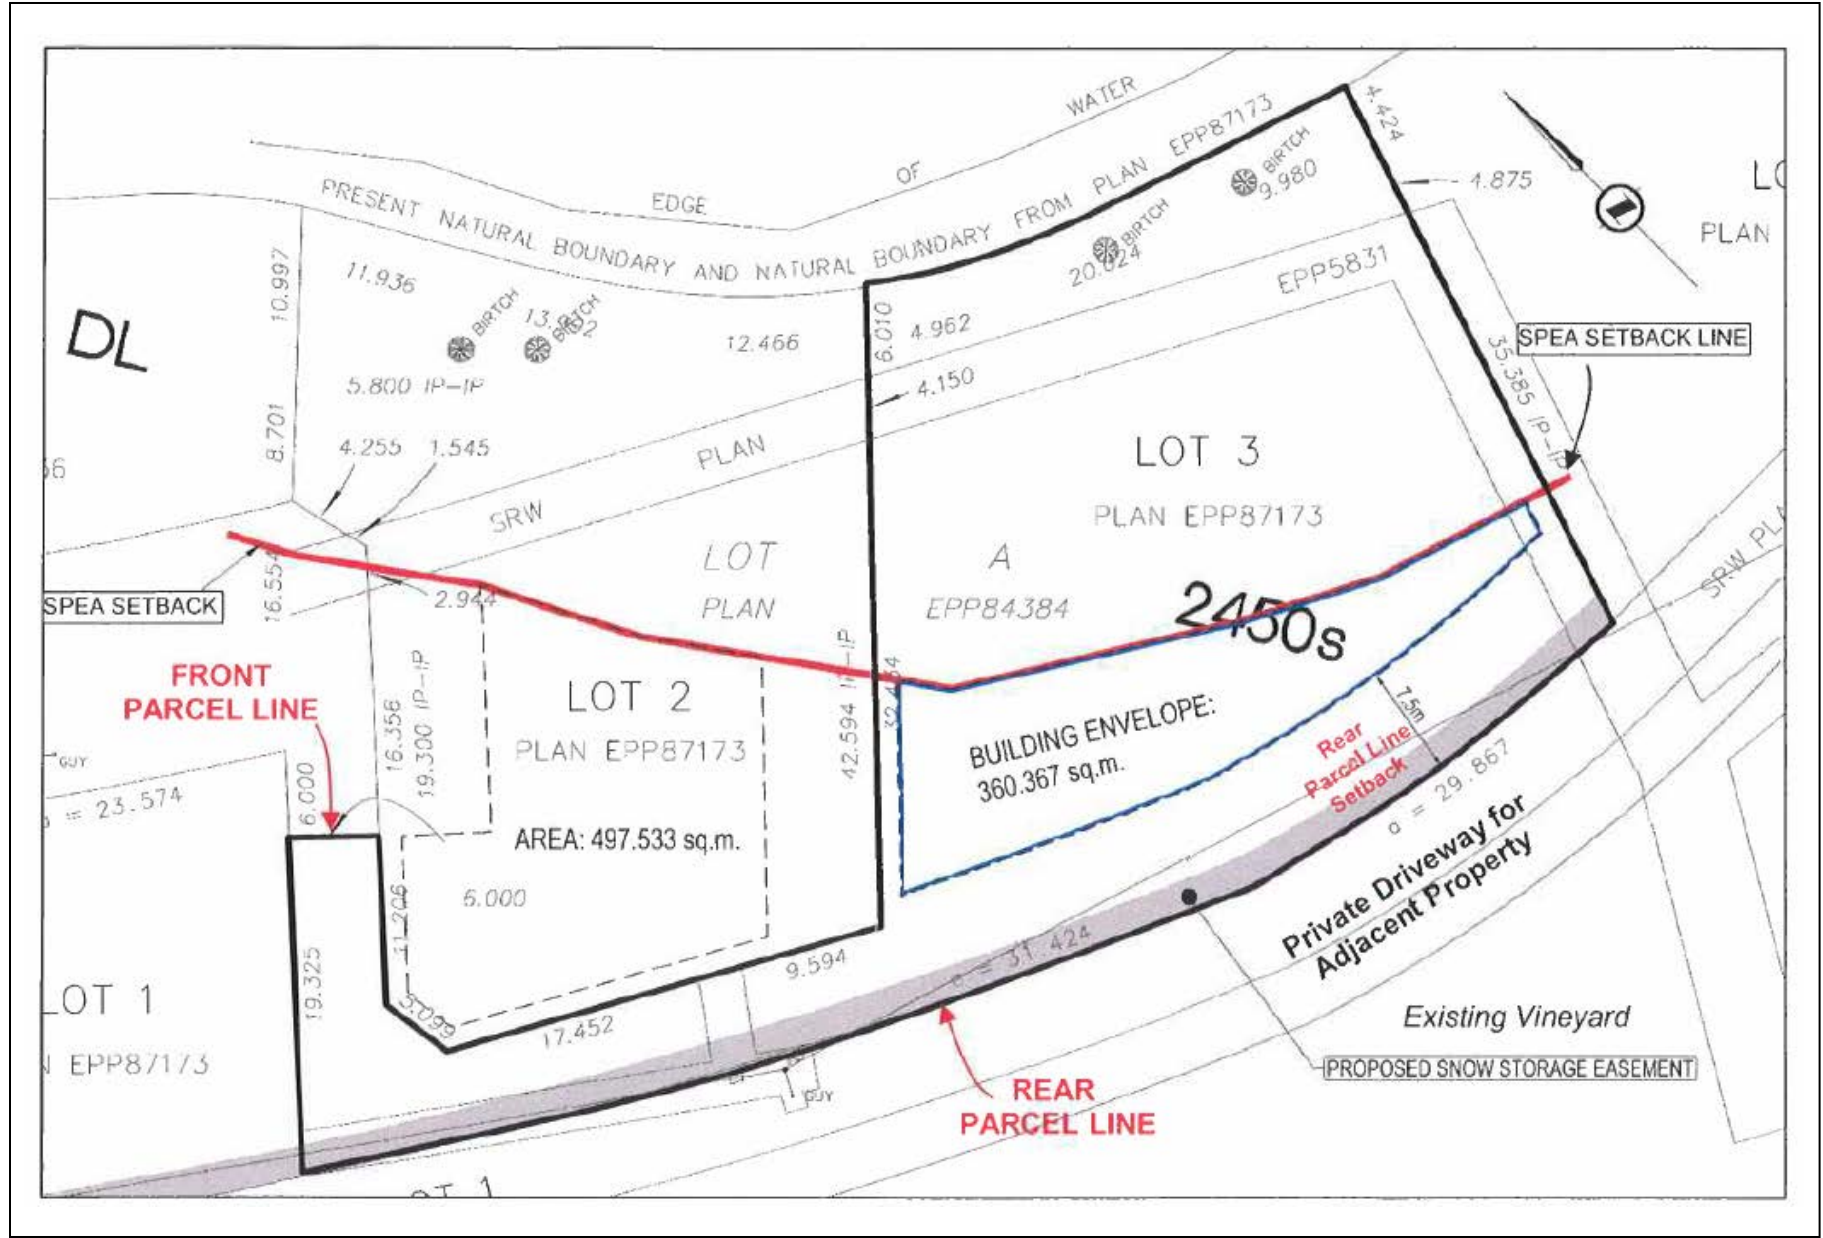 WATER
OF
EDGE
PRESENT NATURAL BOUNDARY AND NATURAL BOUNDARY FROM PLAN EPP87173
4.424
BIRTCH
9.980
BIRTCH
4.875
PLAN
10.997
11.936
BIRTCH
BIRTCH
12.466
6.010
4.962
EPP5831
DL
5.800 IP-IP
4.150
35.385 IP-IP
SPEA SETBACK LINE
8.701
4.255
1.545
PLAN
SRW
LOT 3
PLAN EPP87173
LOT
A
PLAN
EPP84384
2450s
16.554
SPEA SETBACK
2.944
SRW
FRONT
PARCEL LINE
16.356
19.300 IP-IP
LOT 2
PLAN EPP87173
42.594
BUILDING ENVELOPE:
360.367 sq.m.
7.5m
Rear
Parcel Line
Setback
GUY
= 23.574
6.000
AREA: 497.533 sq.m.
a = 29.867
6.000
11.206
Private Driveway for
Adjacent Property
19.325
9.594
= 31.424
5.099
17.452
LOT 1
EPP87173
Existing Vineyard
PROPOSED SNOW STORAGE EASEMENT
GUY
REAR
PARCEL LINE